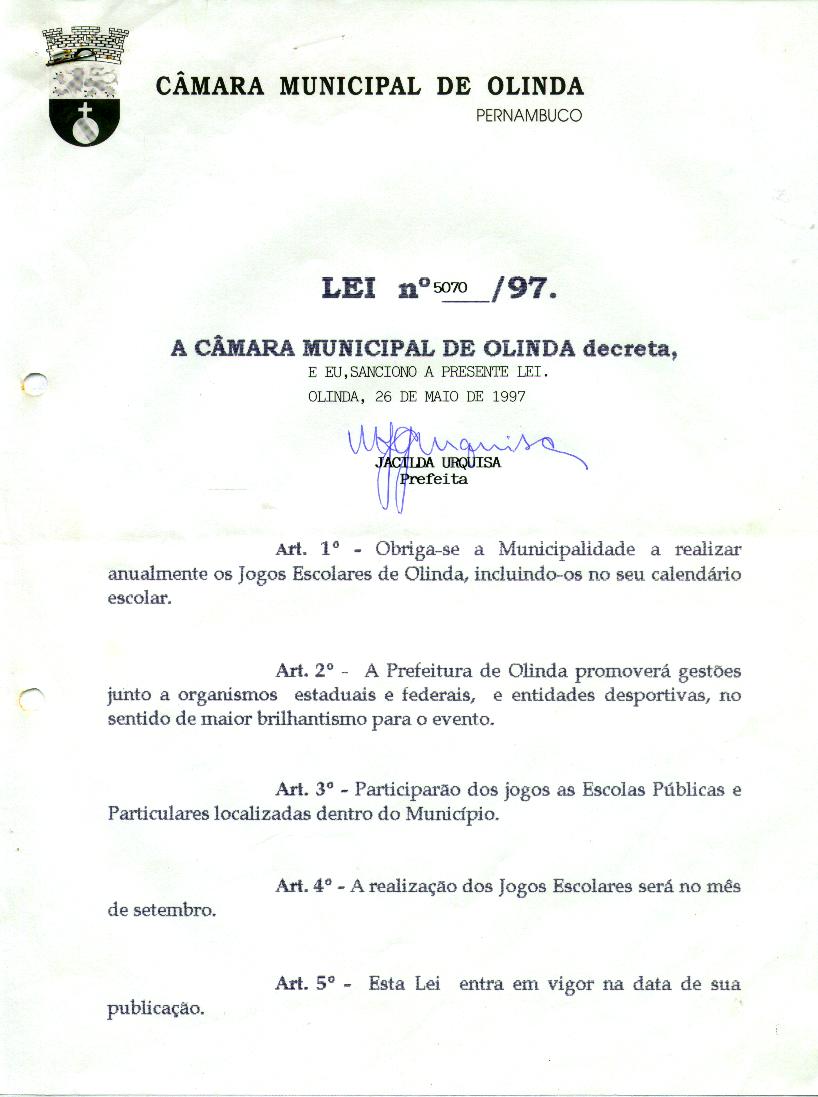 CÂMARA MUNICIPAL DE OLINDA
PERNAMBUCO
LEI nº 5070 /97.
A CÂMARA MUNICIPAL DE OLINDA decreta,
E EU,SANCIONO A PRESENTE LEI.
OLINDA, 26 DE MAIO DE 1997
JACILDA URQUISA
Prefeita
Art. 1º - Obriga-se a Municipalidade a realizar
anualmente os Jogos Escolares de Olinda, incluindo-os no seu calendário
escolar.
Art. 2º - A Prefeitura de Olinda promoverá gestões
junto a organismos estaduais e federais, e entidades desportivas, no
sentido de maior brilhantismo para o evento.
Art. 3º - Participarão dos jogos as Escolas Públicas e
Particulares localizadas dentro do Município.
Art. 4º - A realização dos Jogos Escolares será no mês
de setembro.
Art. 5º - Esta Lei entra em vigor na data de sua
publicação.